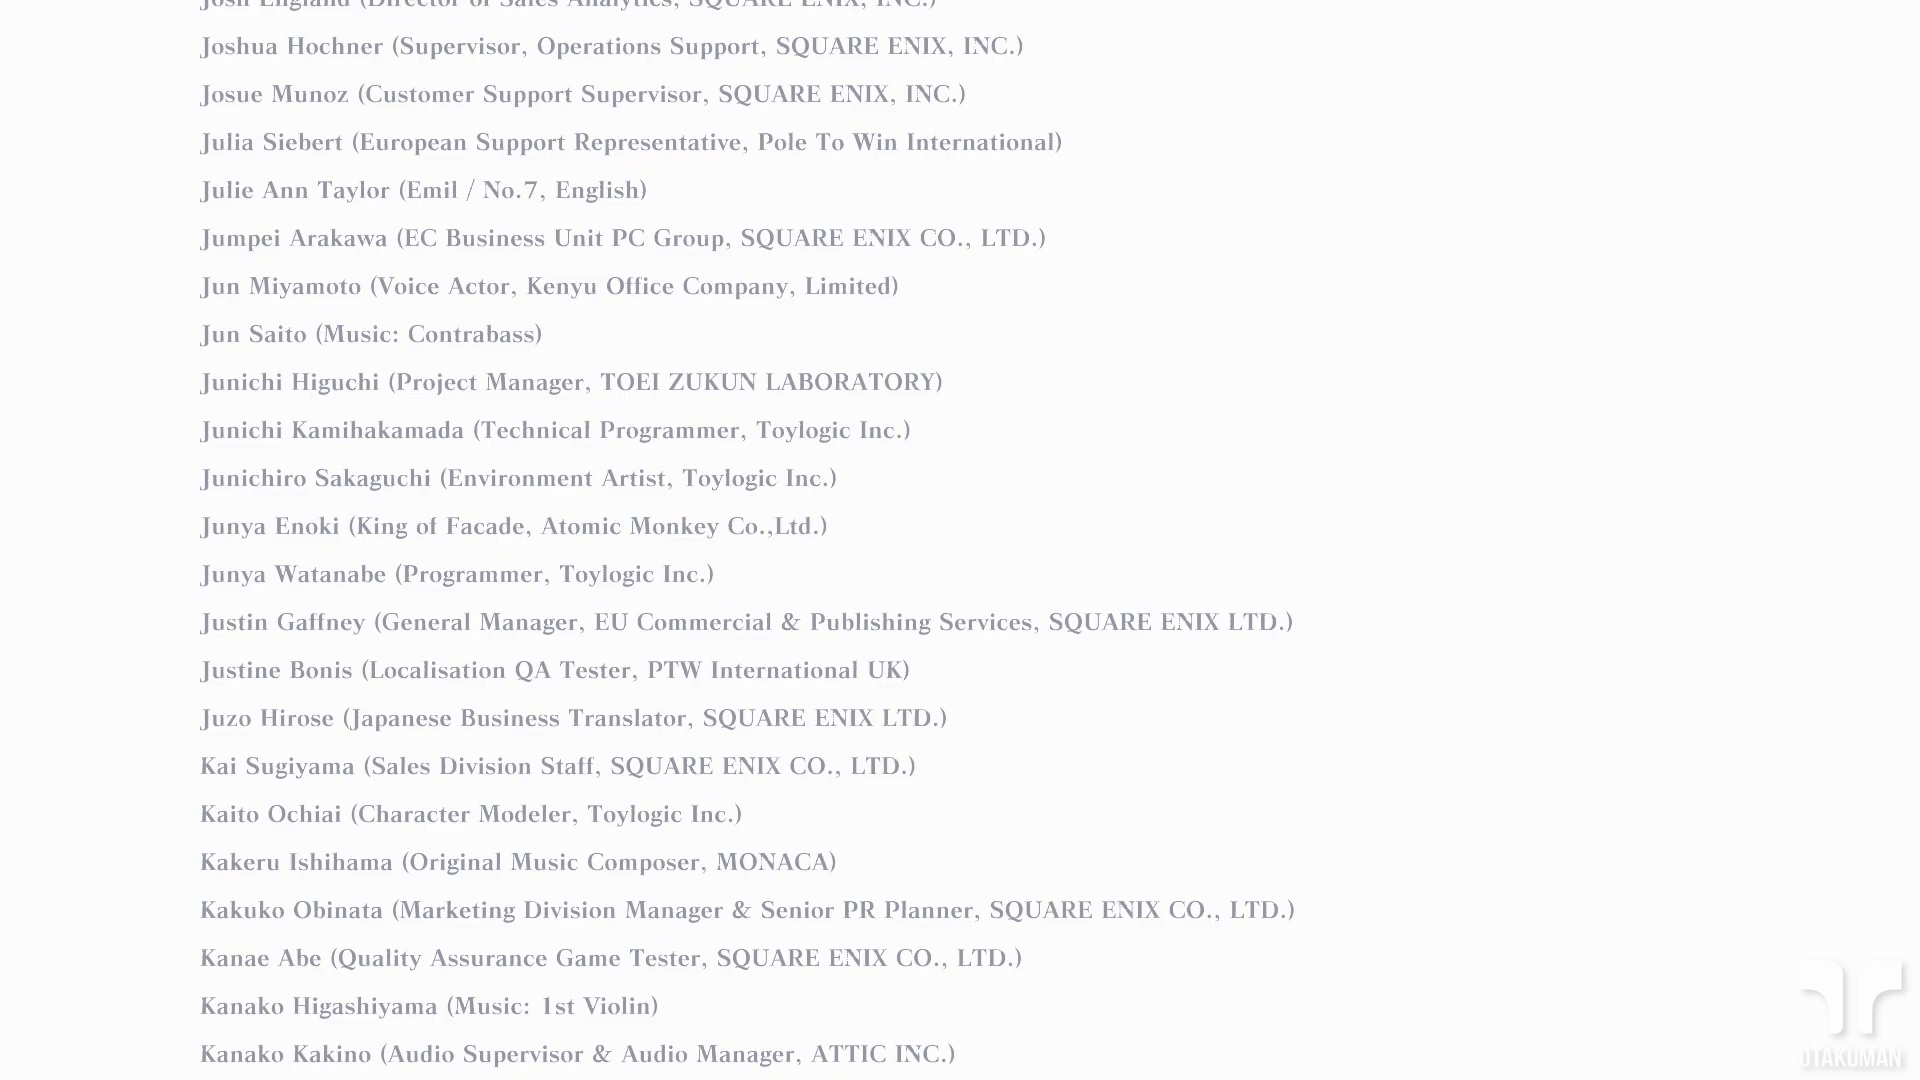 Josh England (Director of Sales Analytics, SQUARE ENIX, INC.)
Joshua Hochner (Supervisor, Operations Support, SQUARE ENIX, INC.)
Josue Munoz (Customer Support Supervisor, SQUARE ENIX, INC.)
Julia Siebert (European Support Representative, Pole To Win International)
Julie Ann Taylor (Emil / No.7, English)
Jumpei Arakawa (EC Business Unit PC Group, SQUARE ENIX CO., LTD.)
Jun Miyamoto (Voice Actor, Kenyu Office Company, Limited)
Jun Saito (Music: Contrabass)
Junichi Higuchi (Project Manager, TOEI ZUKUN LABORATORY)
Junichi Kamihakamada (Technical Programmer, Toylogic Inc.)
Junichiro Sakaguchi (Environment Artist, Toylogic Inc.)
Junya Enoki (King of Facade, Atomic Monkey Co.,Ltd.)
Junya Watanabe (Programmer, Toylogic Inc.)
Justin Gaffney (General Manager, EU Commercial & Publishing Services, SQUARE ENIX LTD.)
Justine Bonis (Localisation QA Tester, PTW International UK)
Juzo Hirose (Japanese Business Translator, SQUARE ENIX LTD.)
Kai Sugiyama (Sales Division Staff, SQUARE ENIX CO., LTD.)
Kaito Ochiai (Character Modeler, Toylogic Inc.)
Kakeru Ishihama (Original Music Composer, MONACA)
Kakuko Obinata (Marketing Division Manager & Senior PR Planner, SQUARE ENIX CO., LTD.)
Kanae Abe (Quality Assurance Game Tester, SQUARE ENIX CO., LTD.)
Kanako Higashiyama (Music: 1st Violin)
Kanako Kakino (Audio Supervisor & Audio Manager, ATTIC INC.)
OTAKUMAN